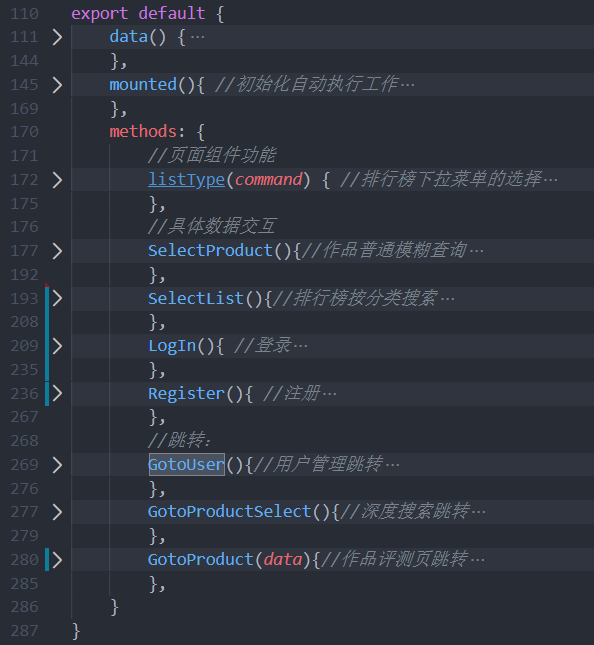 110 export default {
111 data() {…
144 },
145 mounted(){ //初始化自动执行工作…
169 },
170 methods: {
171 //页面组件功能
172 listType(command) { //排行榜下拉菜单的选择…
175 },
176 //具体数据交互
177 SelectProduct(){//作品普通模糊查询…
192 },
193 SelectList(){//排行榜按分类搜索…
208 },
209 LogIn(){ //登录…
235 },
236 Register(){ //注册…
267 },
268 //跳转:
269 GotoUser(){//用户管理跳转…
276 },
277 GotoProductSelect(){//深度搜索跳转…
279 },
280 GotoProduct(data){//作品评测页跳转…
285 },
286 }
287 }